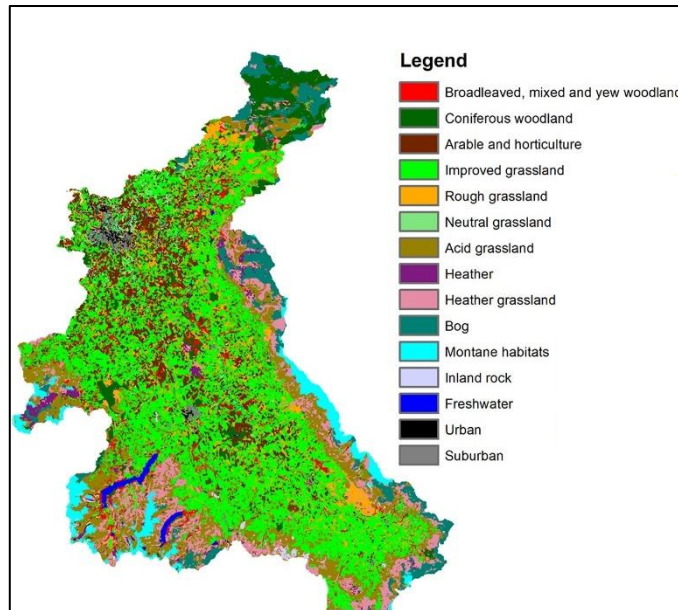 Legend
Broadleaved, mixed and yew woodland
Coniferous woodland
Arable and horticulture
Improved grassland
Rough grassland
Neutral grassland
Acid grassland
Heather
Heather grassland
Bog
Montane habitats
Inland rock
Freshwater
Urban
Suburban